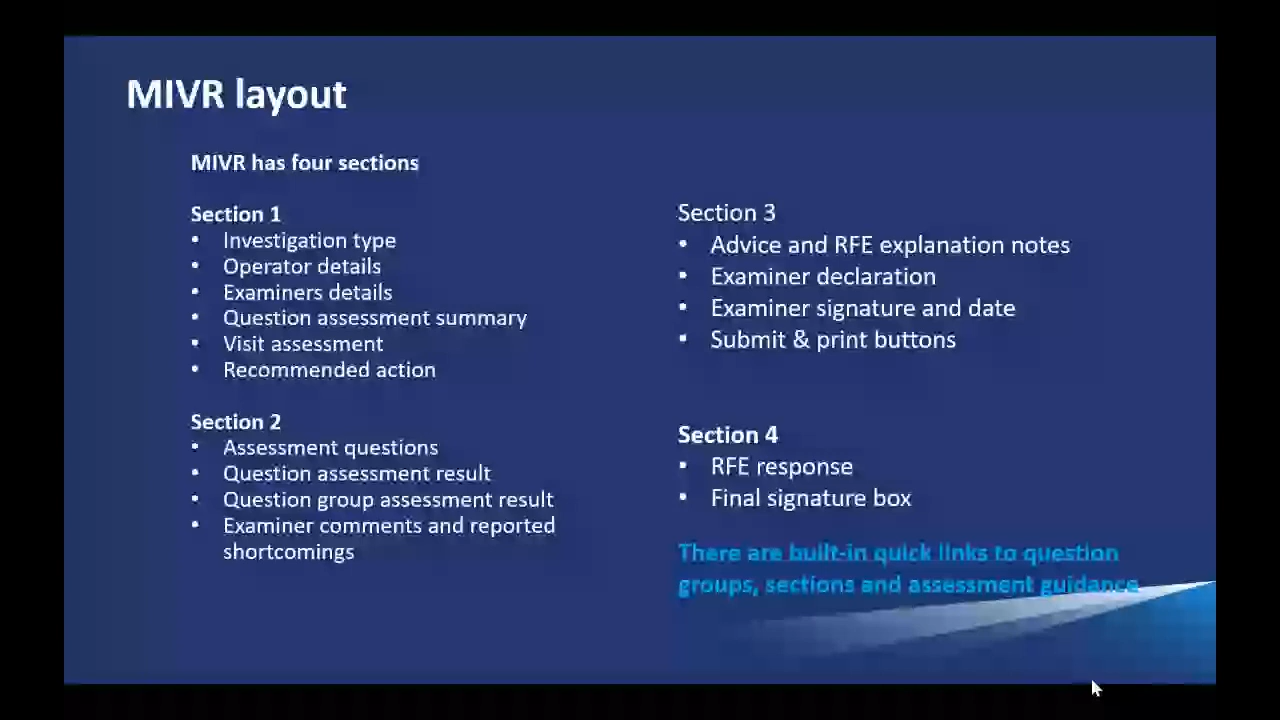 MIVR layout
MIVR has four sections
Section 1
• Investigation type
• Operator details
• Examiners details
• Question assessment summary
• Visit assessment
• Recommended action
Section 2
• Assessment questions
• Question assessment result
• Question group assessment result
• Examiner comments and reported
shortcomings
Section 3
• Advice and RFE explanation notes
• Examiner declaration
• Examiner signature and date
• Submit & print buttons
Section 4
• RFE response
• Final signature box
There are built-in quick links to question
groups, sections and assessment guidance